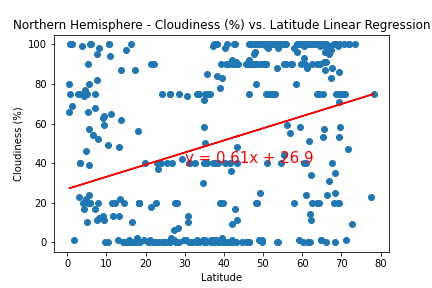 Northern Hemisphere - Cloudiness (%) vs. Latitude Linear Regression
Cloudiness (%)
100
80
60
40
20
0
y = 0.61x + 26.9
0 10 20 30 40 50 60 70 80
Latitude